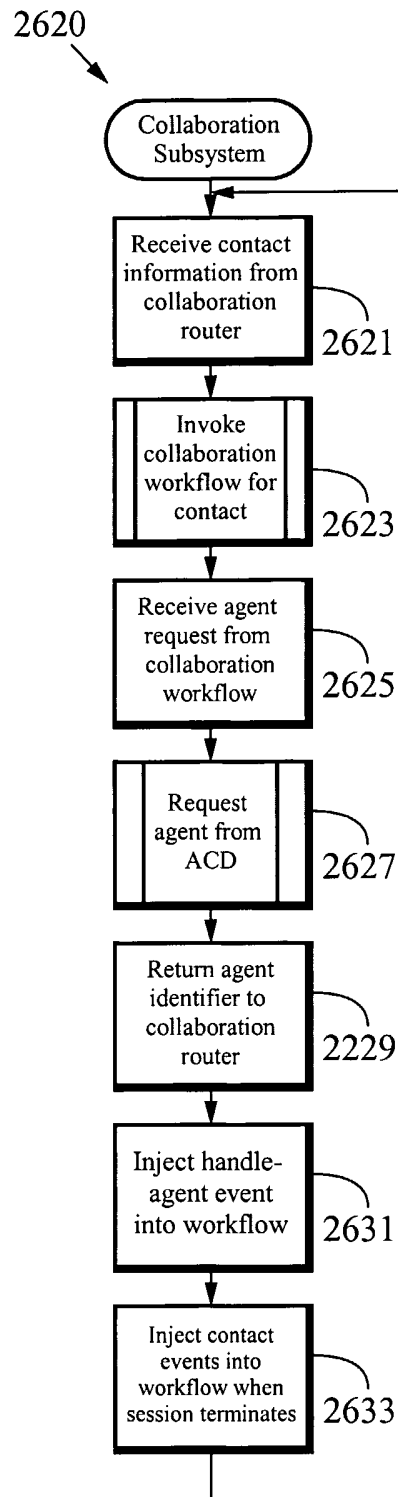 2620
Collaboration
Subsystem
Receive contact
information from
collaboration
router
2621
Invoke
collaboration
workflow for
contact
2623
Receive agent
request from
collaboration
workflow
2625
Request
agent from
ACD
2627
Return agent
identifier to
collaboration
router
2229
Inject handle-
agent event
into workflow
2631
Inject contact
events into
workflow when
session terminates
2633